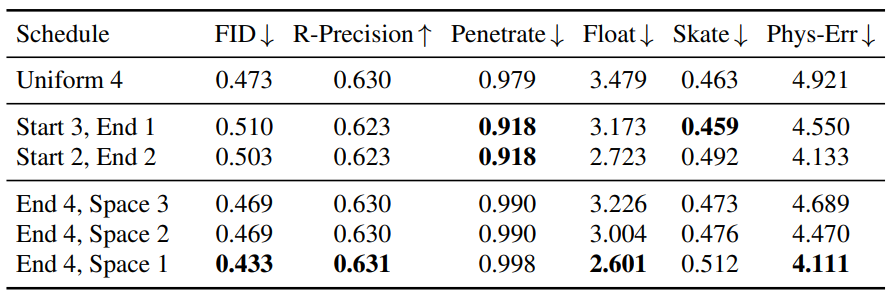 Schedule FID↓ R-Precision↑ Penetrate↓ Float↓ Skate↓ Phys-Err↓
Uniform 4 0.473 0.630 0.979 3.479 0.463 4.921
Start 3, End 1 0.510 0.623 0.918 3.173 0.459 4.550
Start 2, End 2 0.503 0.623 0.918 2.723 0.492 4.133
End 4, Space 3 0.469 0.630 0.990 3.226 0.473 4.689
End 4, Space 2 0.469 0.630 0.990 3.004 0.476 4.470
End 4, Space 1 0.433 0.631 0.998 2.601 0.512 4.111